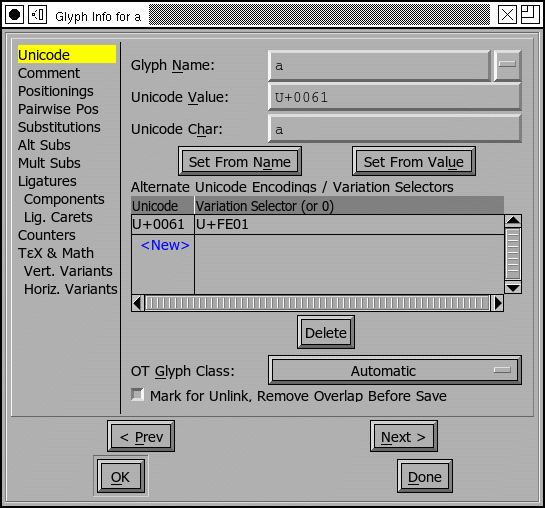 Glyph Info for a
Unicode
Comment
Positionings
Pairwise Pos
Substitutions
Alt Subs
Mult Subs
Ligatures
Components
Lig. Carets
Counters
TεX & Math
Vert. Variants
Horiz. Variants
Glyph Name: a
Unicode Value: U+0061
Unicode Char: a
Set From Name Set From Value
Alternate Unicode Encodings / Variation Selectors
Unicode Variation Selector (or 0)
U+0061 U+FE01
<New>
Delete
OT Glyph Class: Automatic
Mark for Unlink, Remove Overlap Before Save
< Prev Next >
OK Done